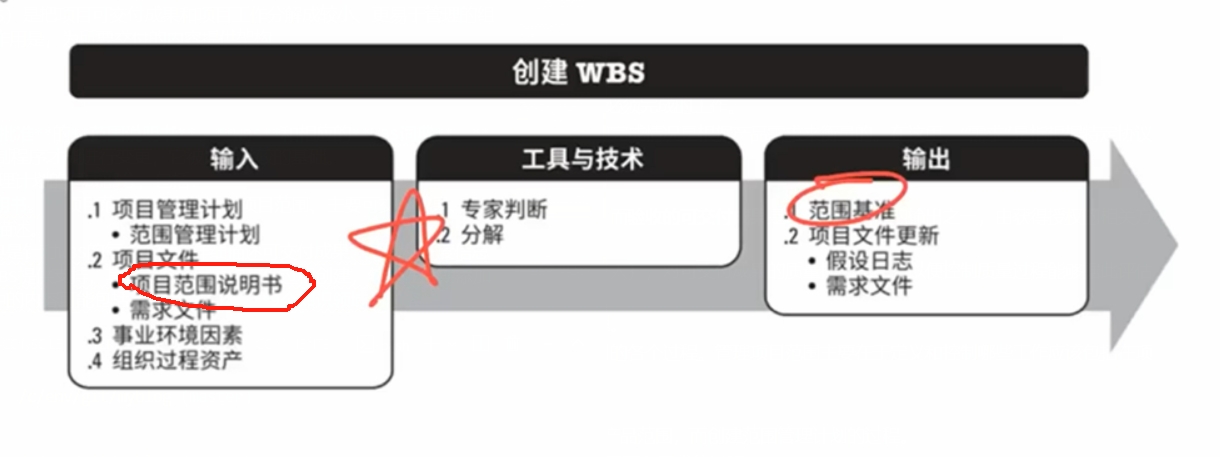 创建 WBS
输入
.1 项目管理计划
• 范围管理计划
.2 项目文件
• 项目范围说明书
• 需求文件
.3 事业环境因素
.4 组织过程资产
工具与技术
.1 专家判断
.2 分解
输出
.1 范围基准
.2 项目文件更新
• 假设日志
• 需求文件